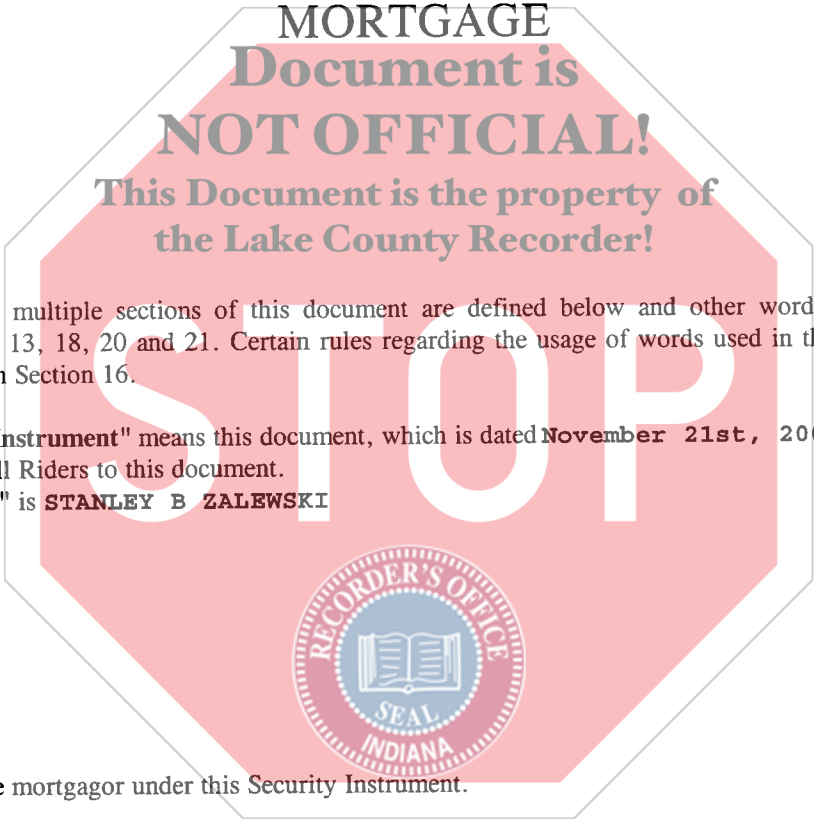 MORTGAGE
Document is
NOT OFFICIAL!
This Document is the property of
the Lake County Recorder!
multiple sections of this document are defined below and other word
13, 18, 20 and 21. Certain rules regarding the usage of words used in th
n Section 16.
Instrument" means this document, which is dated November 21st, 200
ll Riders to this document.
" is STANLEY B ZALEWSKI
STOP
RECORDER'S OFFICE
SEAL
INDIANA
e mortgagor under this Security Instrument.